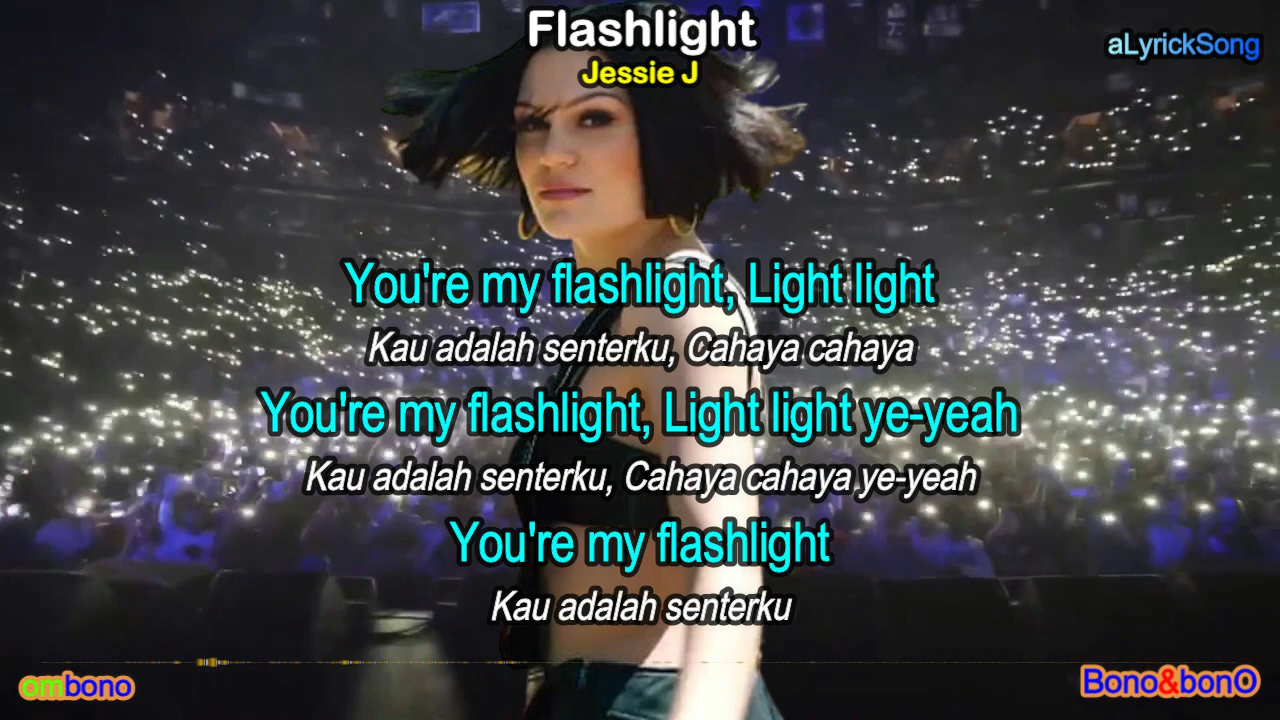 Flashlight
Jessie J
aLyrickSong
You're my flashlight, Light light
Kau adalah senterku, Cahaya cahaya
You're my flashlight, Light light ye-yeah
Kau adalah senterku, Cahaya cahaya ye-yeah
You're my flashlight
Kau adalah senterku
ombono
Bono&bonO